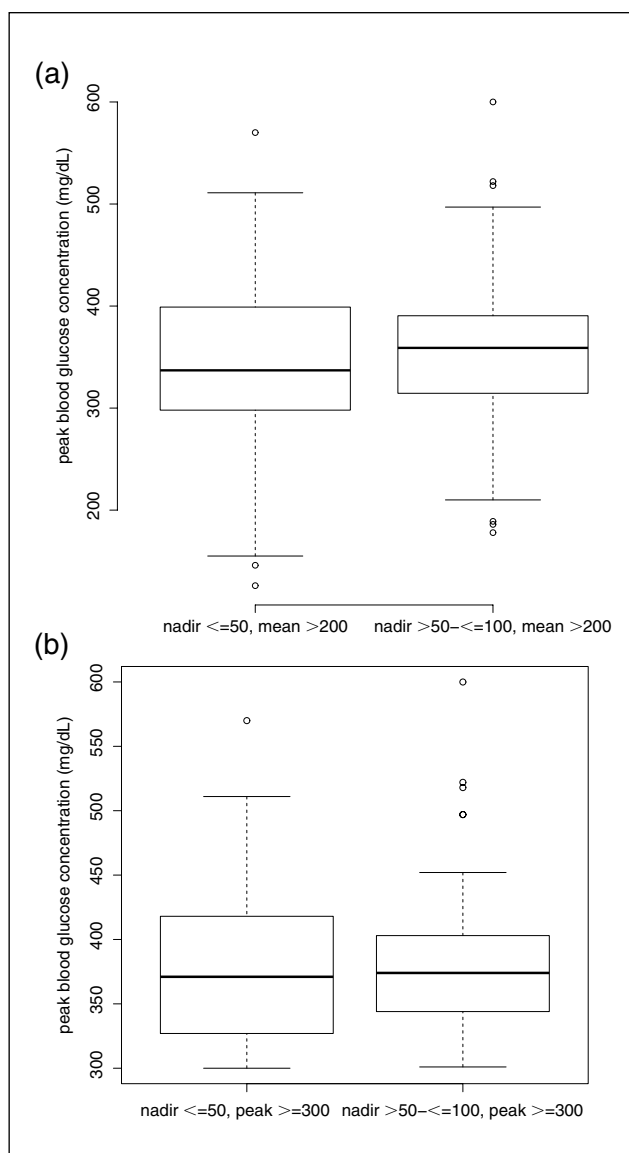 (a)
peak blood glucose concentration (mg/dL)
600
500
400
300
200
nadir <=50, mean >200 nadir >50−<=100, mean >200
(b)
peak blood glucose concentration (mg/dL)
600
550
500
450
400
350
300
nadir <=50, peak >=300 nadir >50−<=100, peak >=300